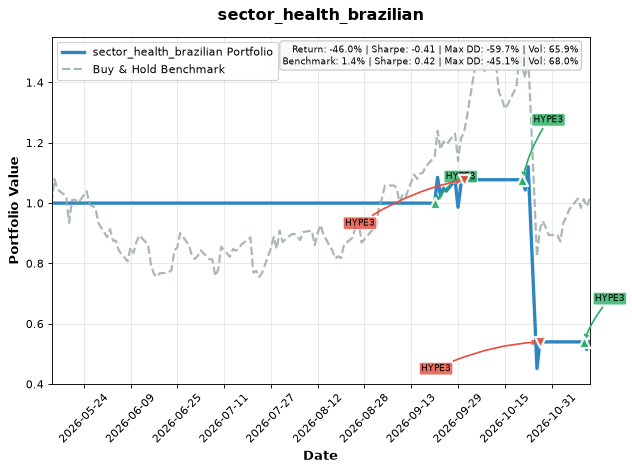 sector_health_brazilian
sector_health_brazilian Portfolio
Buy & Hold Benchmark
Return: -46.0% | Sharpe: -0.41 | Max DD: -59.7% | Vol: 65.9%
Benchmark: 1.4% | Sharpe: 0.42 | Max DD: -45.1% | Vol: 68.0%
Portfolio Value
1.4
1.2
1.0
0.8
0.6
0.4
HYPE3
HYPE3
HYPE3
HYPE3
HYPE3
2026-05-24
2026-06-09
2026-06-25
2026-07-11
2026-07-27
2026-08-12
2026-08-28
2026-09-13
2026-09-29
2026-10-15
2026-10-31
Date